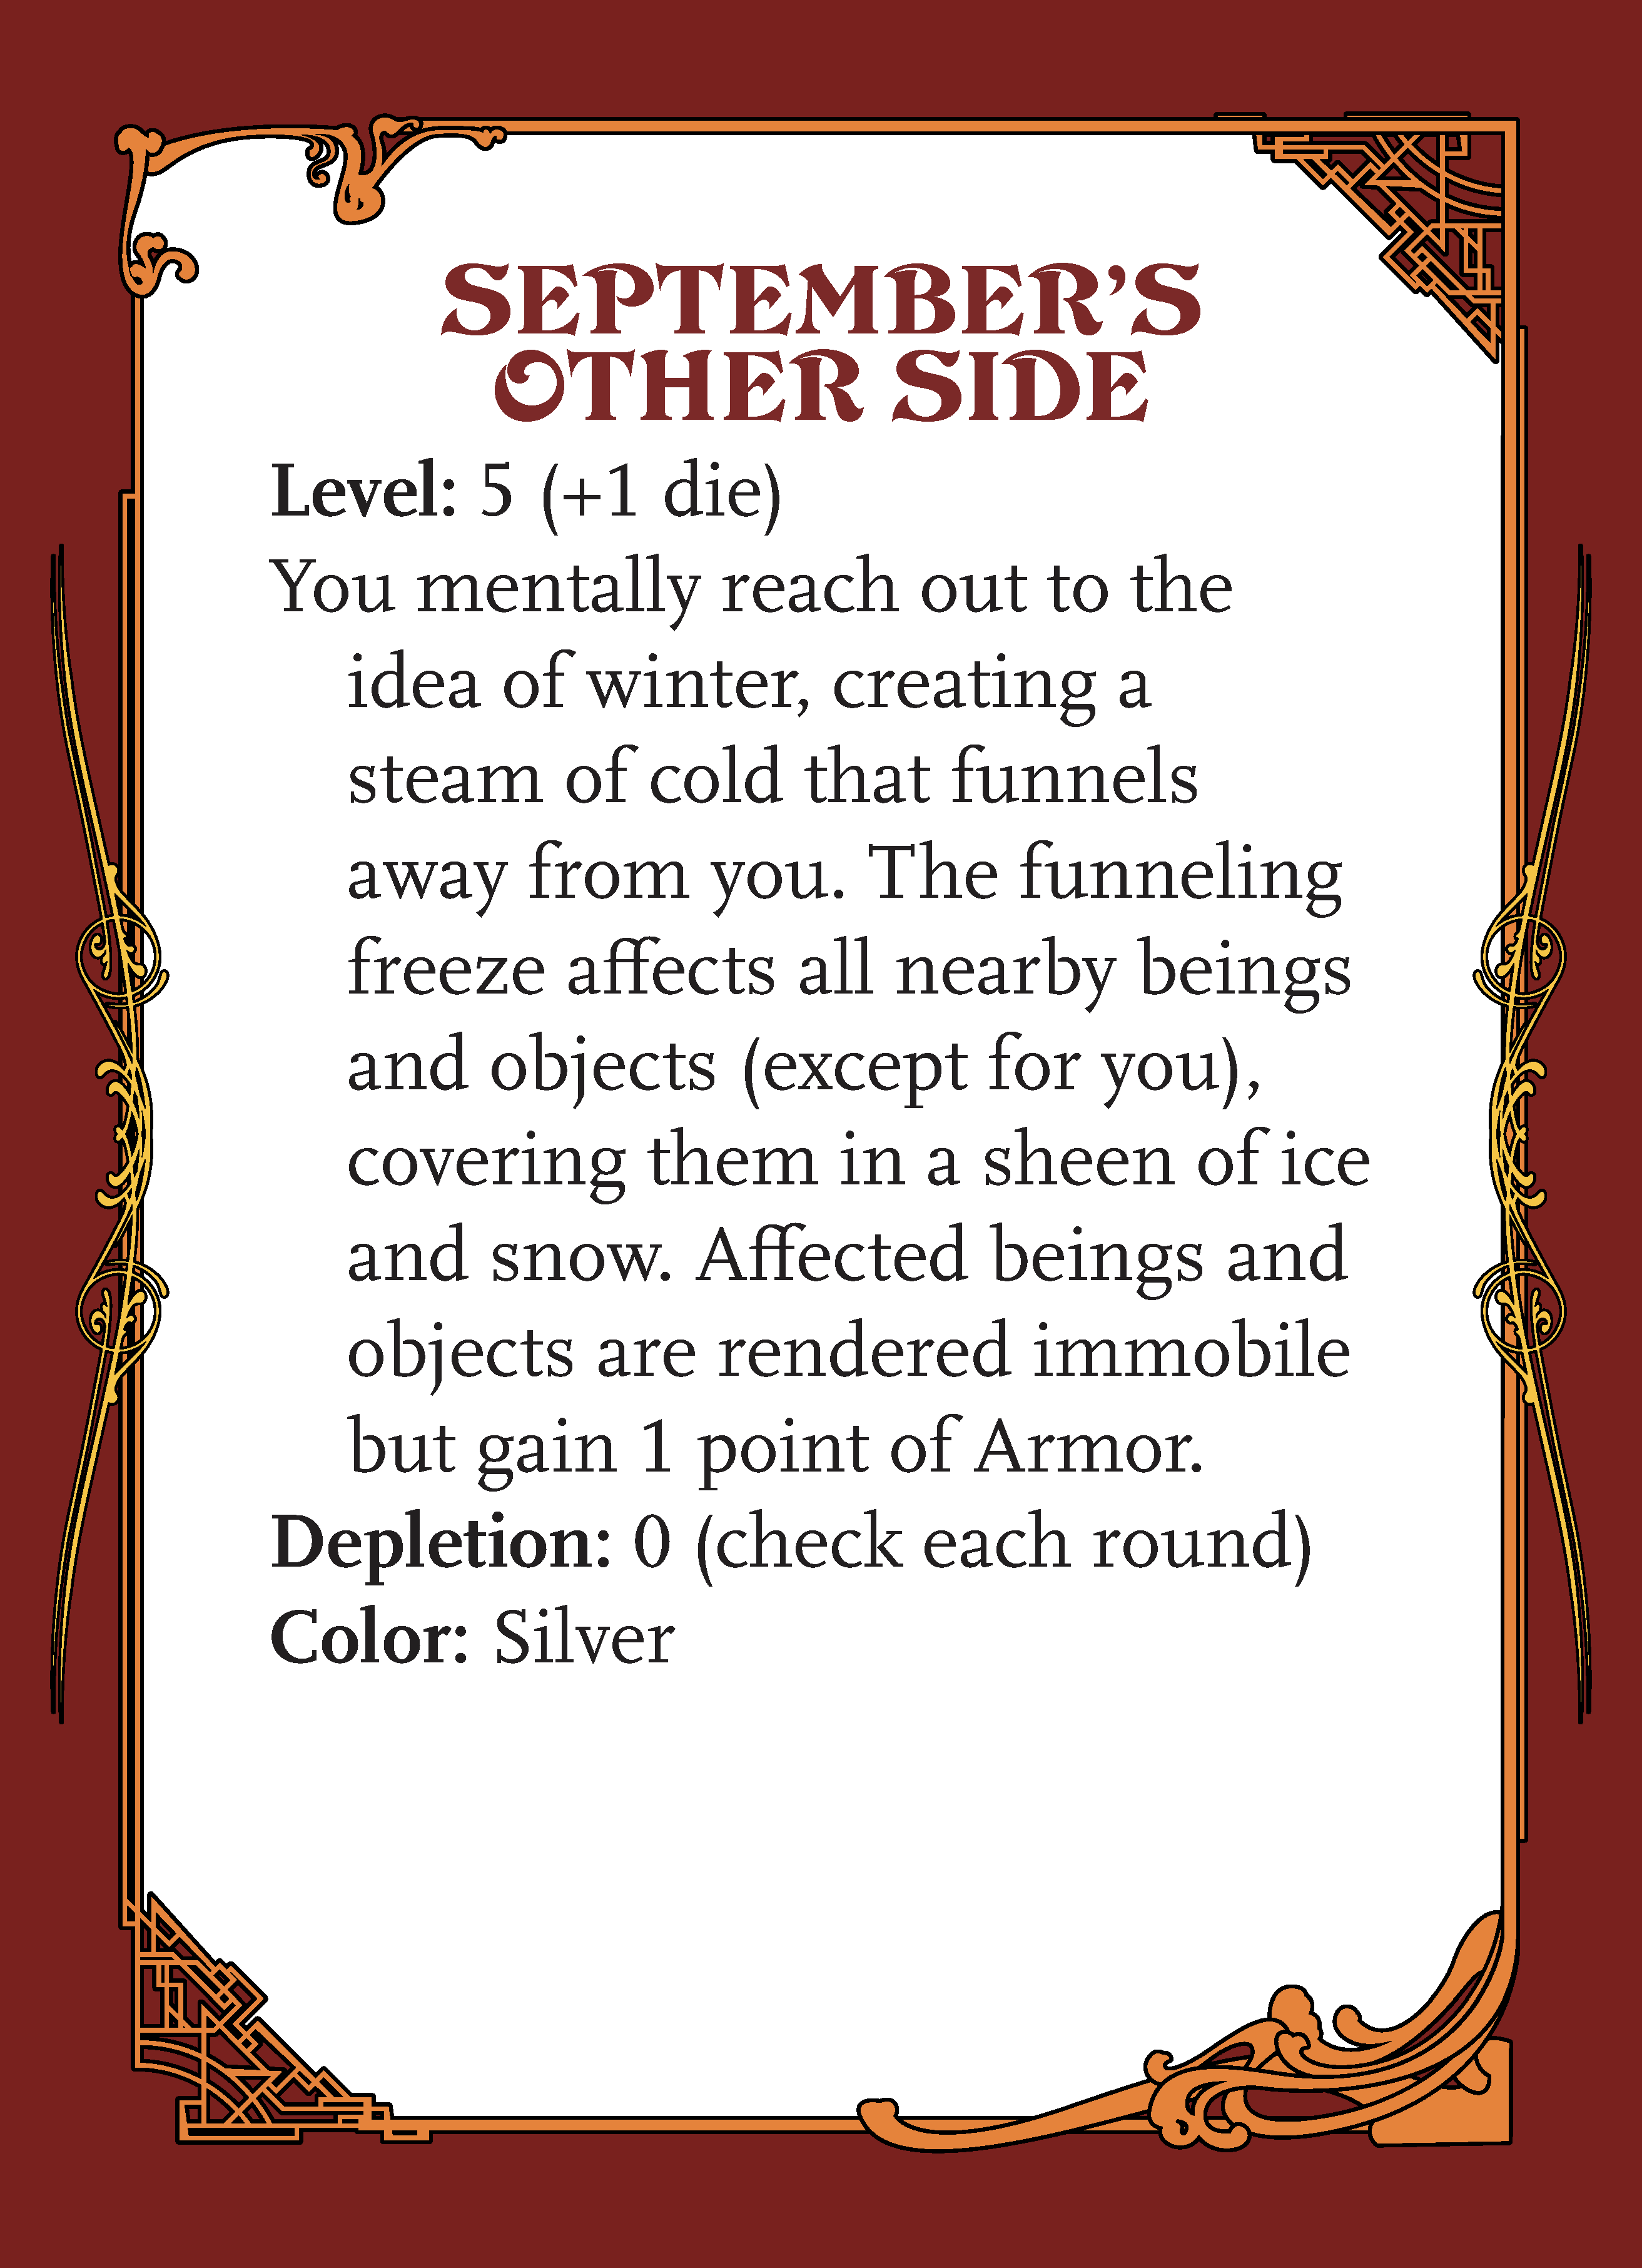 SEPTEMBER’S
OTHER SIDE
Level: 5 (+1 die)
You mentally reach out to the
idea of winter, creating a
steam of cold that funnels
away from you. The funneling
freeze affects all nearby beings
and objects (except for you),
covering them in a sheen of ice
and snow. Affected beings and
objects are rendered immobile
but gain 1 point of Armor.
Depletion: 0 (check each round)
Color: Silver